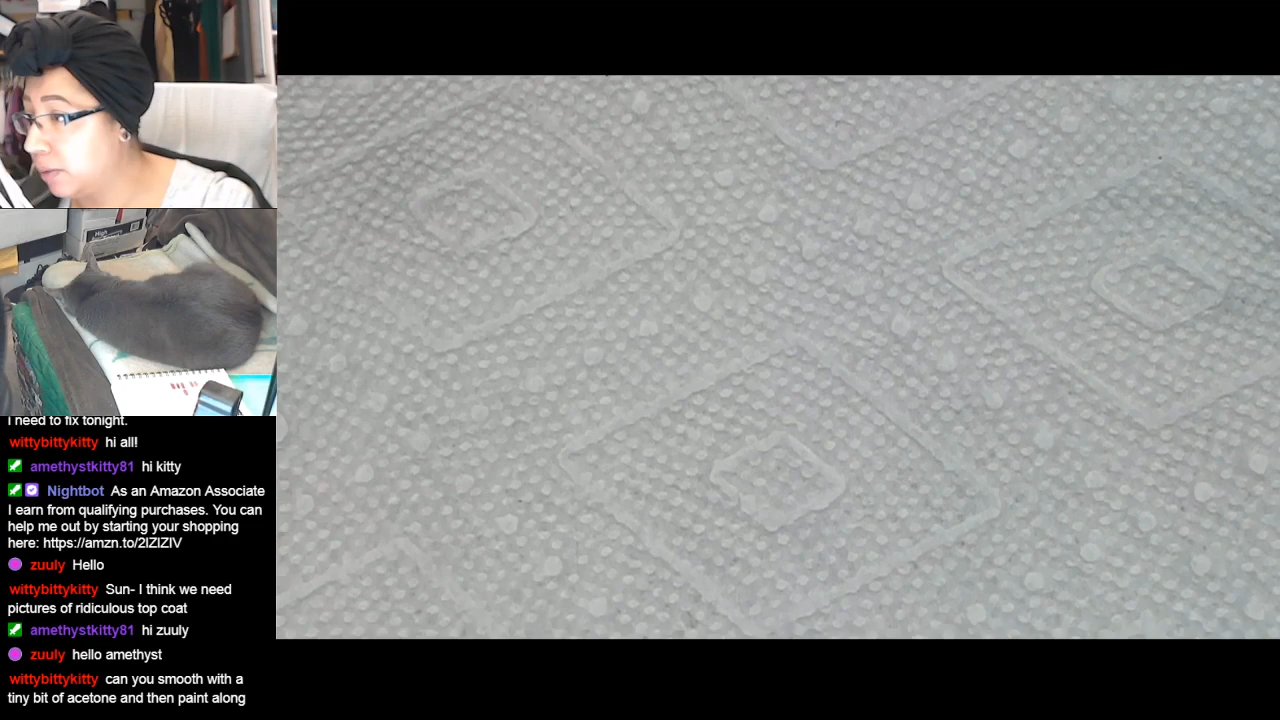 High
I need to fix tonight.
wittybittykitty hi all!
amethystkitty81 hi kitty
Nightbot As an Amazon Associate
I earn from qualifying purchases. You can
help me out by starting your shopping
here: https://amzn.to/2IZIZIV
zuuly Hello
wittybittykitty Sun- I think we need
pictures of ridiculous top coat
amethystkitty81 hi zuuly
zuuly hello amethyst
wittybittykitty can you smooth with a
tiny bit of acetone and then paint along